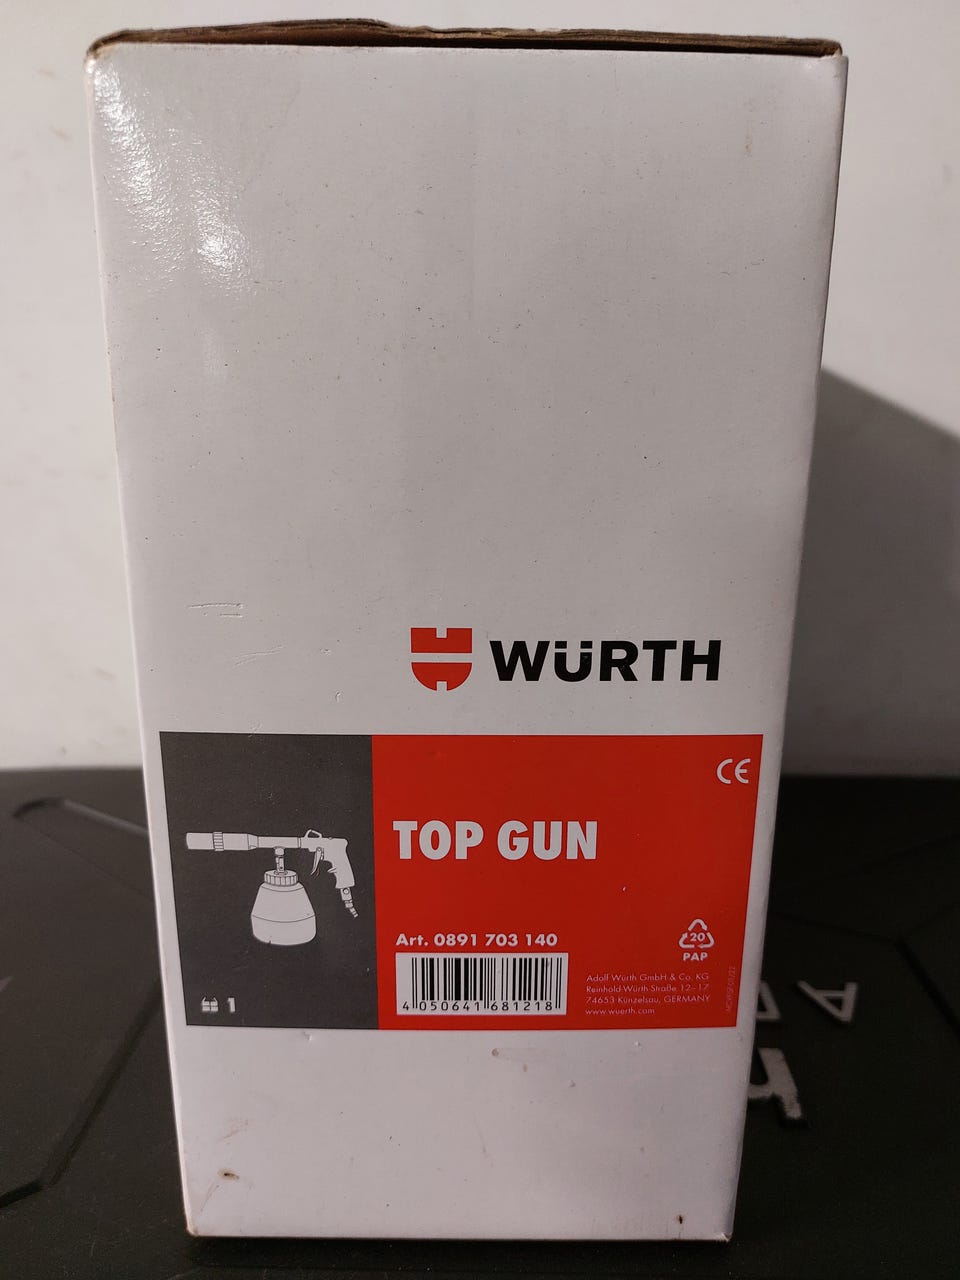 WÜRTH
CE
TOP GUN
Art. 0891 703 140
4 050641 681218
1
20
PAP
Adolf Würth GmbH & Co. KG
Reinhold-Würth-Straße 12–17
74653 Künzelsau, GERMANY
www.wuerth.com